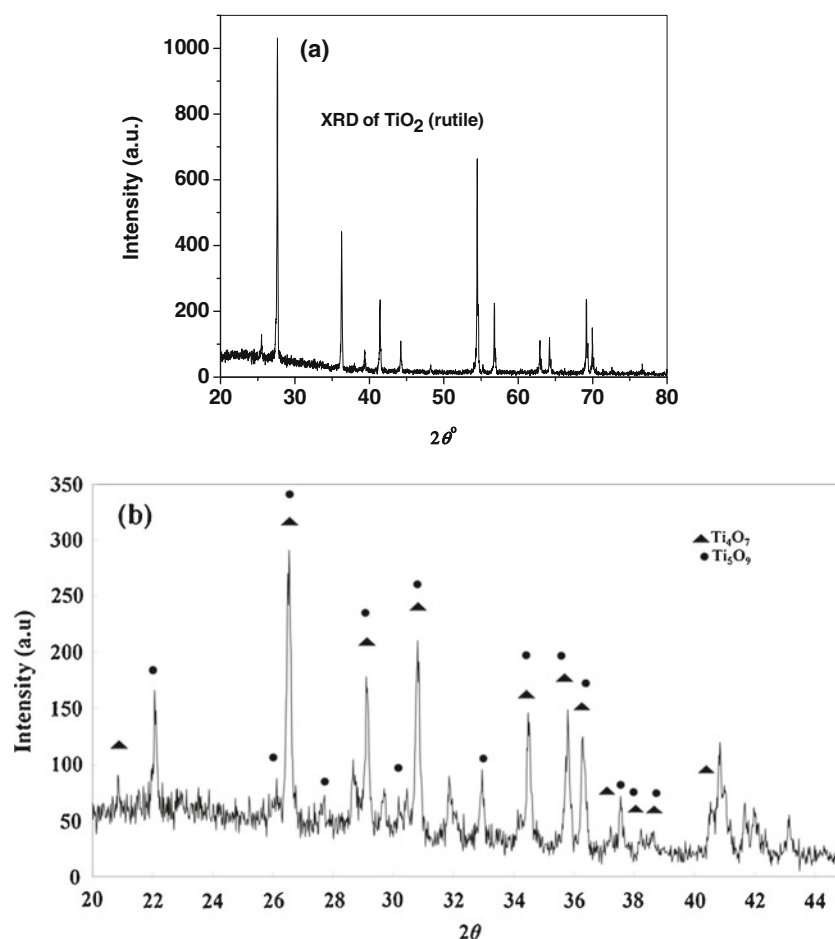 (a)
XRD of TiO₂ (rutile)
Intensity (a.u.)
1000
800
600
400
200
0
20 30 40 50 60 70 80
2θ°
(b)
Intensity (a.u)
350
300
250
200
150
100
50
0
▲Ti₄O₇
●Ti₅O₉
20 22 24 26 28 30 32 34 36 38 40 42 44
2θ